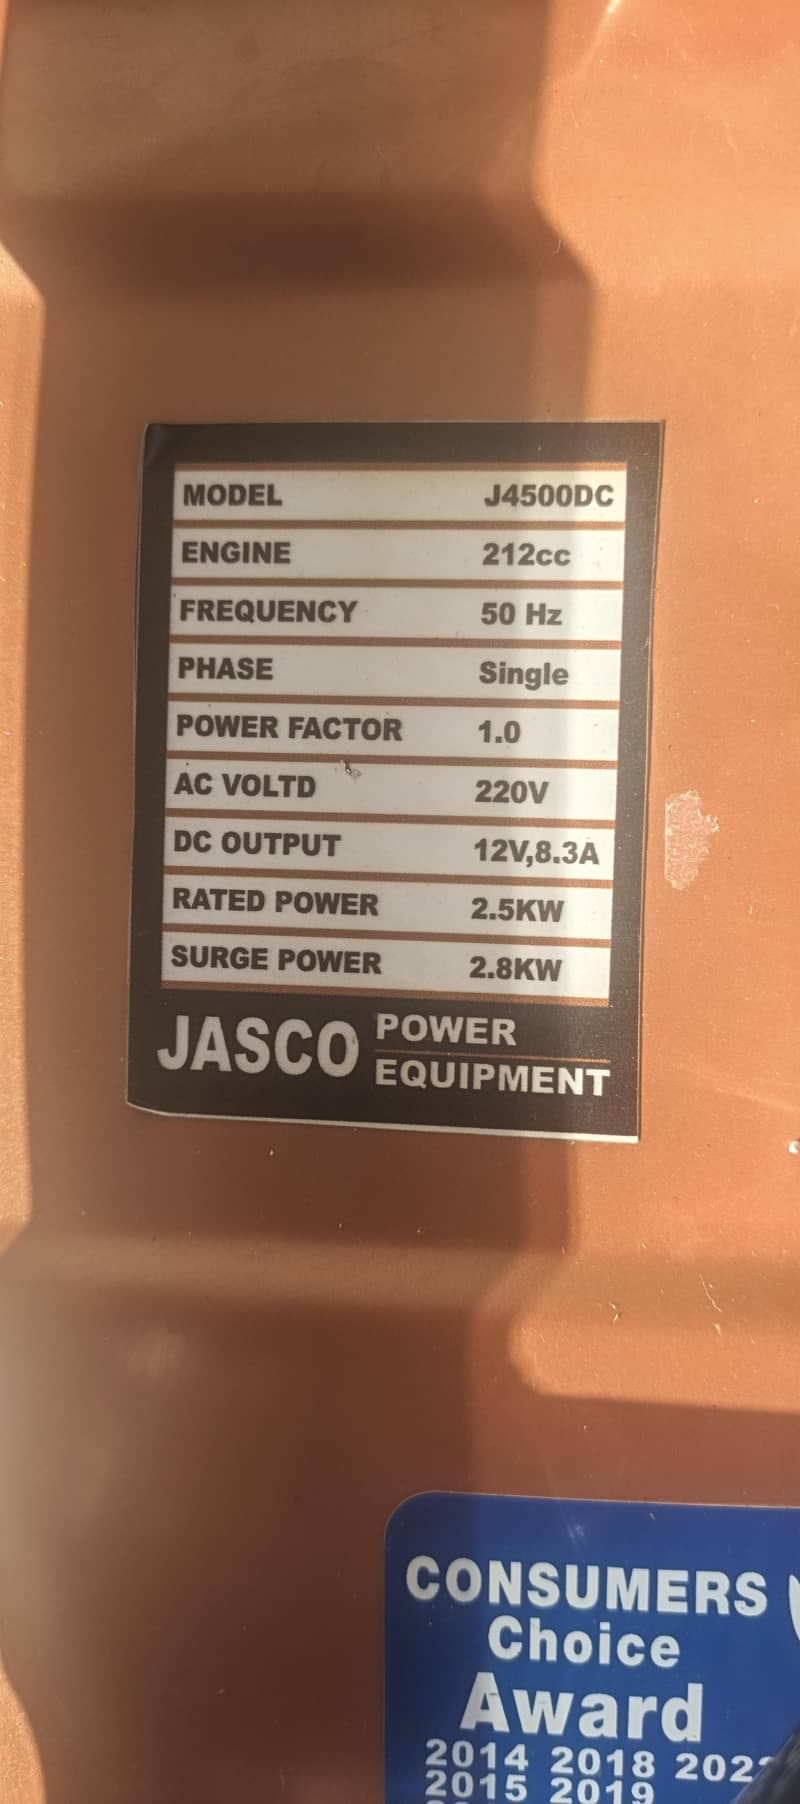 MODEL J4500DC
ENGINE 212cc
FREQUENCY 50 Hz
PHASE Single
POWER FACTOR 1.0
AC VOLTD 220V
DC OUTPUT 12V,8.3A
RATED POWER 2.5KW
SURGE POWER 2.8KW
JASCO POWER
EQUIPMENT
CONSUMERS
Choice
Award
2014 2018
2015 2019